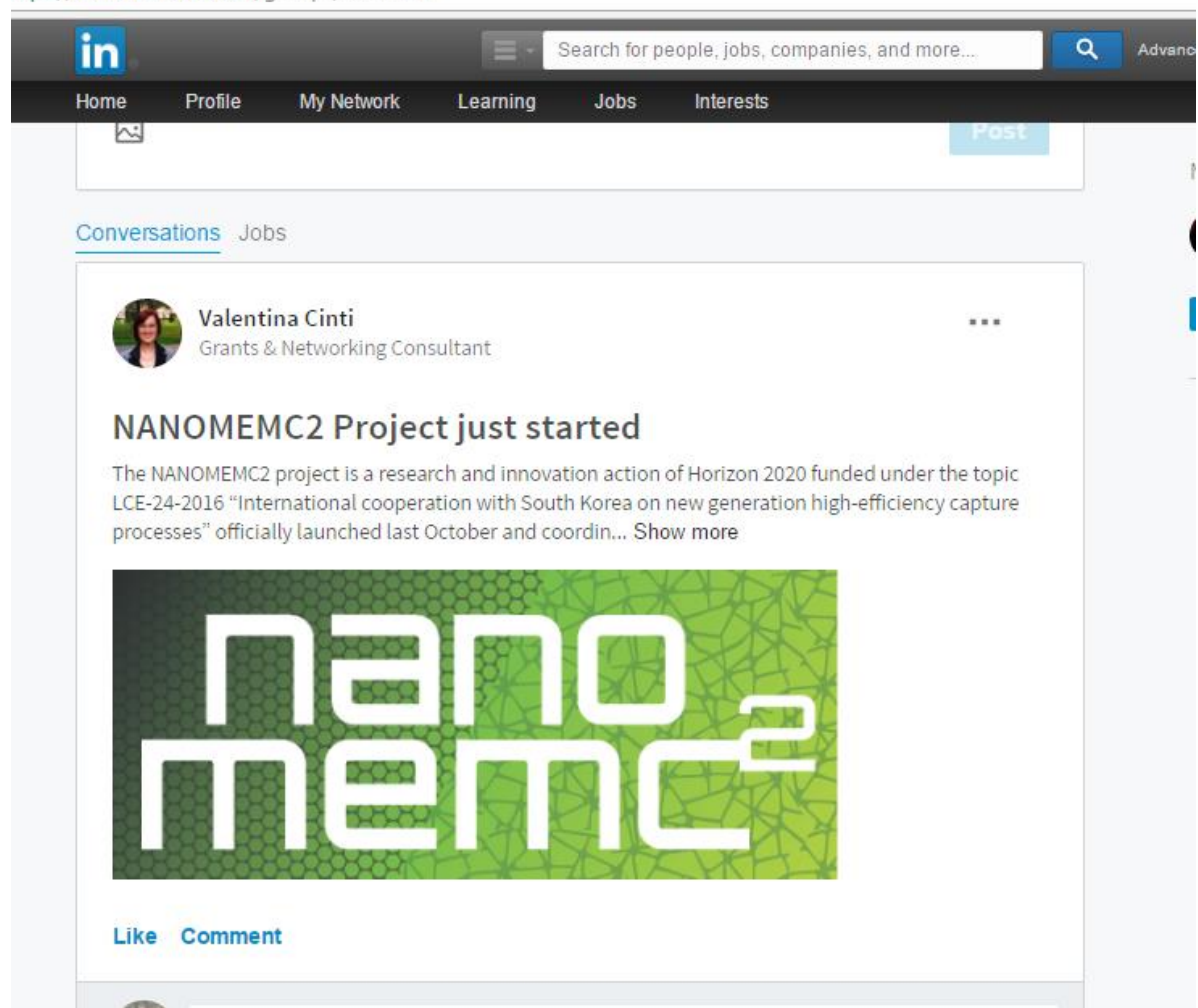 in
Search for people, jobs, companies, and more...
Home Profile My Network Learning Jobs Interests
Post
Conversations Jobs
Valentina Cinti
Grants & Networking Consultant
NANOMEMC2 Project just started
The NANOMEMC2 project is a research and innovation action of Horizon 2020 funded under the topic
LCE-24-2016 “International cooperation with South Korea on new generation high-efficiency capture
processes” officially launched last October and coordin... Show more
nano
memc²
Like Comment